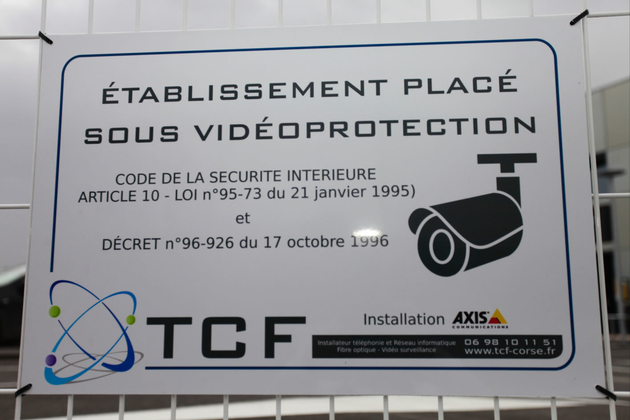 ÉTABLISSEMENT PLACÉ
SOUS VIDÉOPROTECTION
CODE DE LA SECURITE INTERIEURE
ARTICLE 10 - LOI n°95-73 du 21 janvier 1995)
et
DÉCRET n°96-926 du 17 octobre 1996
TCF
Installation AXIS
COMMUNICATIONS
Installateur téléphonie et Réseau informatique
Fibre optique - Vidéo surveillance
06 98 10 11 51
www.tcf-corse.fr